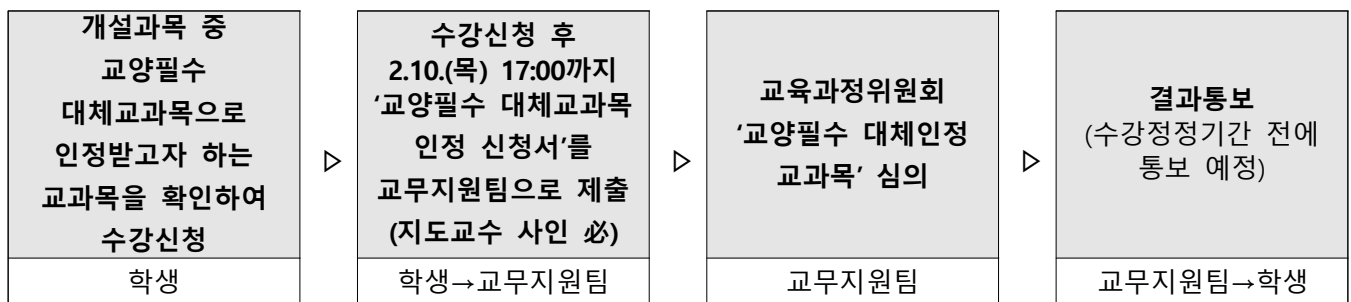 개설과목 중
교양필수
대체교과목으로
인정받고자 하는
교과목을 확인하여
수강신청
학생
▷
수강신청 후
2.10.(목) 17:00까지
‘교양필수 대체교과목
인정 신청서’를
교무지원팀으로 제출
(지도교수 사인 必)
학생→교무지원팀
▷
교육과정위원회
‘교양필수 대체인정
교과목’ 심의
교무지원팀
▷
결과통보
(수강정정기간 전에
통보 예정)
교무지원팀→학생